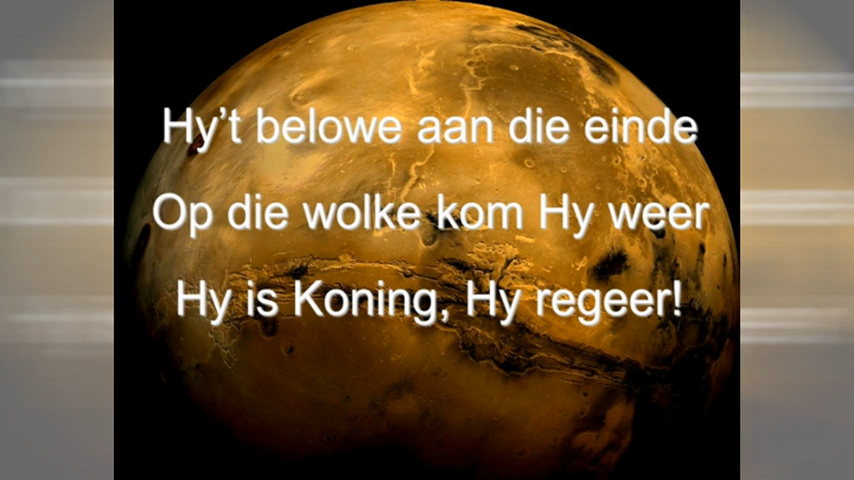 Hy’t belowe aan die einde
Op die wolke kom Hy weer
Hy is Koning, Hy regeer!